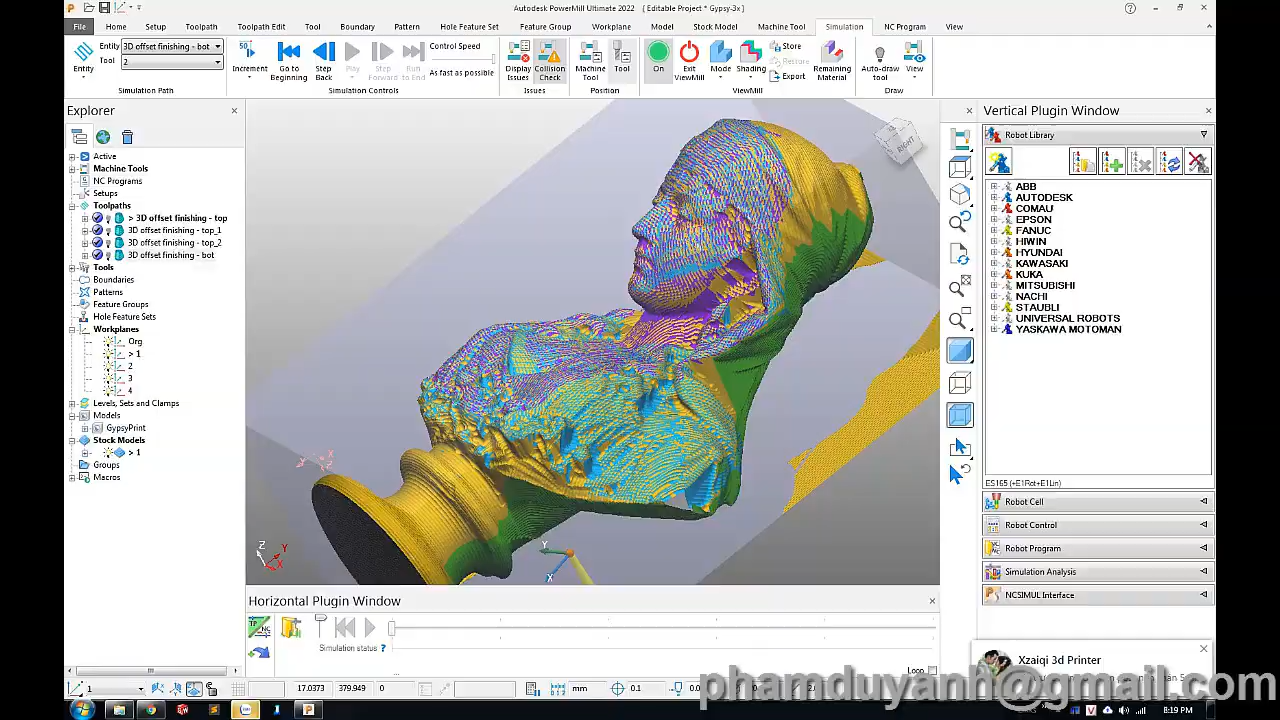 Autodesk PowerMill Ultimate 2022 [ Editable Project * Gypsy-3x ]
File Home Setup Toolpath Toolpath Edit Tool Boundary Pattern Hole Feature Set Feature Group Workplane Model Stock Model Machine Tool Simulation NC Program View
Entity 3D offset finishing - bot
Tool 2
Entity
Simulation Path
50
Increment
Go to Beginning
Step Back
Play
Step Forward
Run to End
Control Speed
As fast as possible
Simulation Controls
Display Issues
Collision Check
Issues
Machine Tool
Tool
Position
On
Exit ViewMill
Mode
Shading
Store
Restore
Export
Remaining Material
ViewMill
Auto-draw tool
View
Draw
Explorer
Active
Machine Tools
NC Programs
Setups
Toolpaths
> 3D offset finishing - top
3D offset finishing - top_1
3D offset finishing - top_2
3D offset finishing - bot
Tools
Boundaries
Patterns
Feature Groups
Hole Feature Sets
Workplanes
Org
> 1
2
3
4
Levels, Sets and Clamps
Models
GypsyPrint
Stock Models
> 1
Groups
Macros
RIGHT
Z Y X
Y X
Vertical Plugin Window
Robot Library
ABB
AUTODESK
COMAU
EPSON
FANUC
HIWIN
HYUNDAI
KAWASAKI
KUKA
MITSUBISHI
NACHI
STAUBLI
UNIVERSAL ROBOTS
YASKAWA MOTOMAN
ES165 (+E1Rot+E1Lin)
Robot Cell
Robot Control
Robot Program
Simulation Analysis
NCSIMUL Interface
Horizontal Plugin Window
Simulation status ?
...
Loop
Xzaiqi 3d Printer
1 17.0373 379.949 0 mm 0.1
phamduyanh@gmail.com
8:19 PM